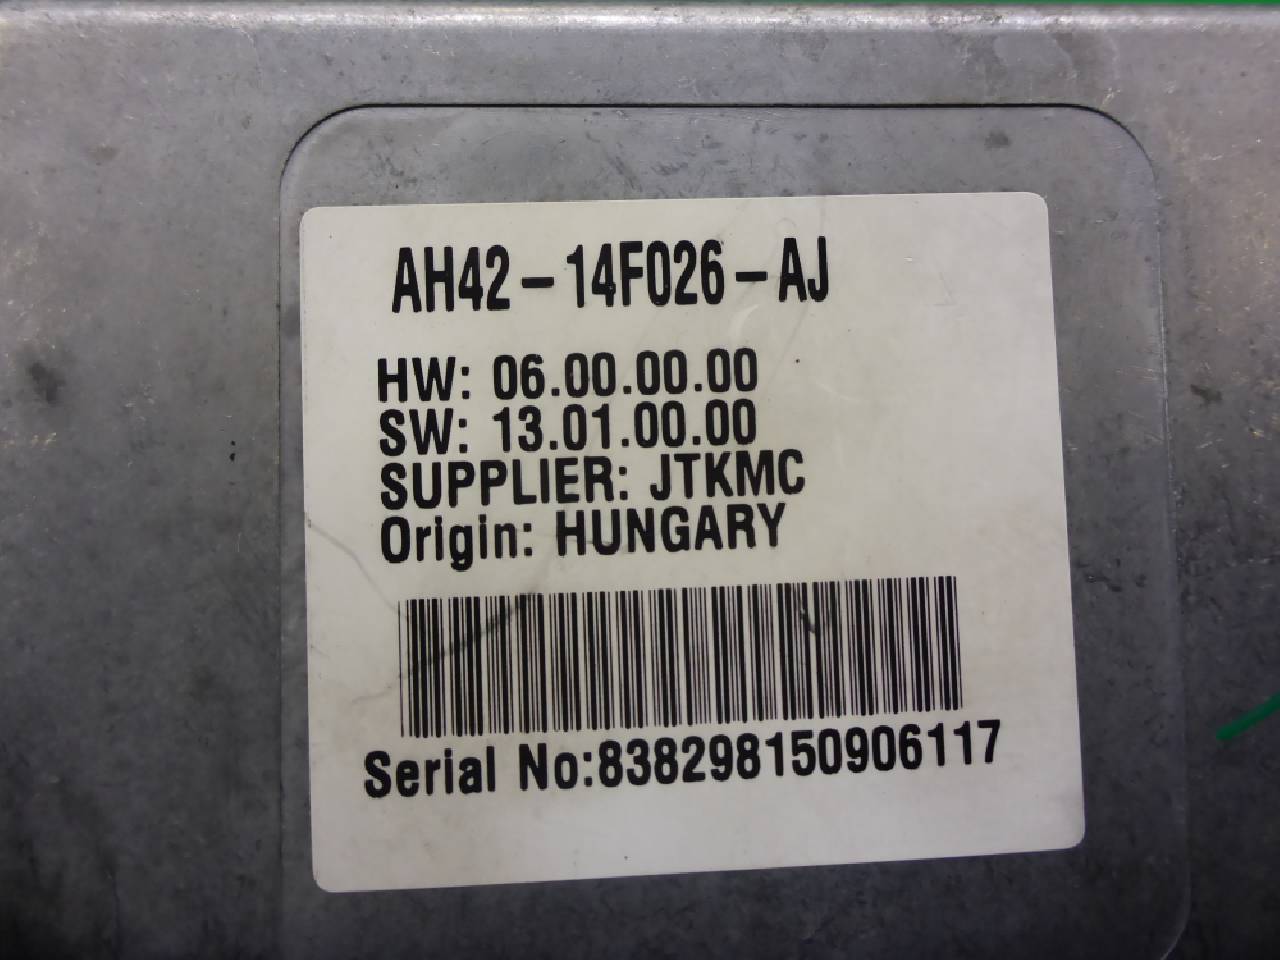 AH42-14F026-AJ
HW: 06.00.00.00
SW: 13.01.00.00
SUPPLIER: JTKMC
Origin: HUNGARY
Serial No:838298150906117